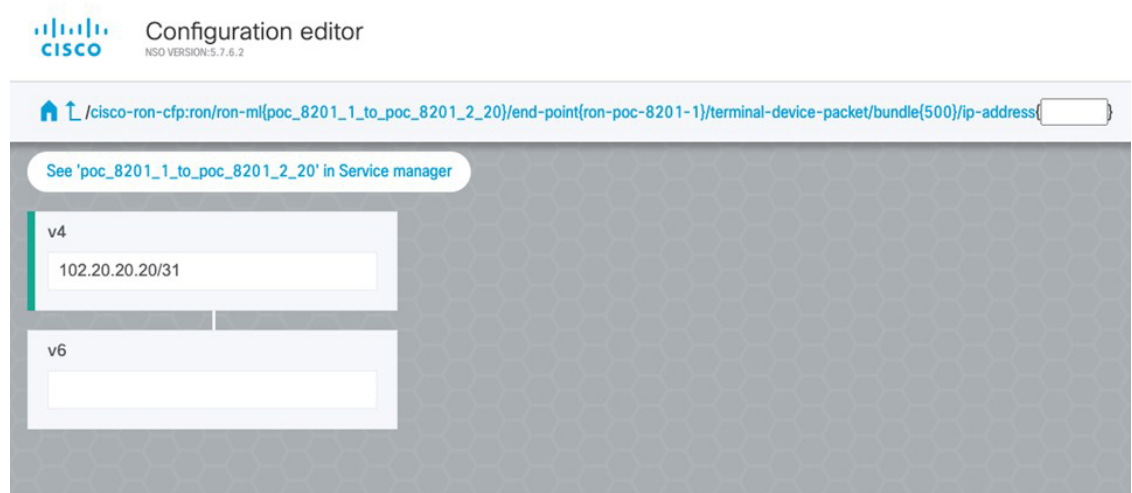 CISCO
Configuration editor
NSO VERSION:5.7.6.2
/cisco-ron-cfp:ron/ron-ml{poc_8201_1_to_poc_8201_2_20}/end-point{ron-poc-8201-1}/terminal-device-packet/bundle{500}/ip-address{ }
See 'poc_8201_1_to_poc_8201_2_20' in Service manager
v4
102.20.20.20/31
v6